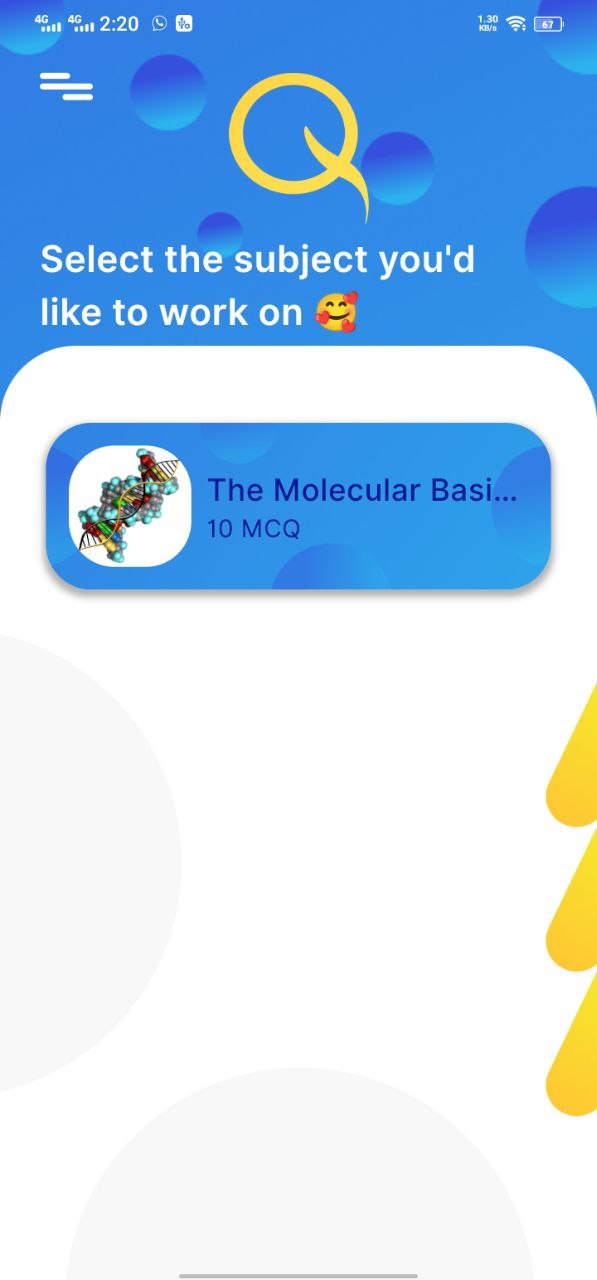 4G 4G 2:20 1.30 KB/s 67
Q
Select the subject you'd
like to work on 🥰
The Molecular Basi...
10 MCQ